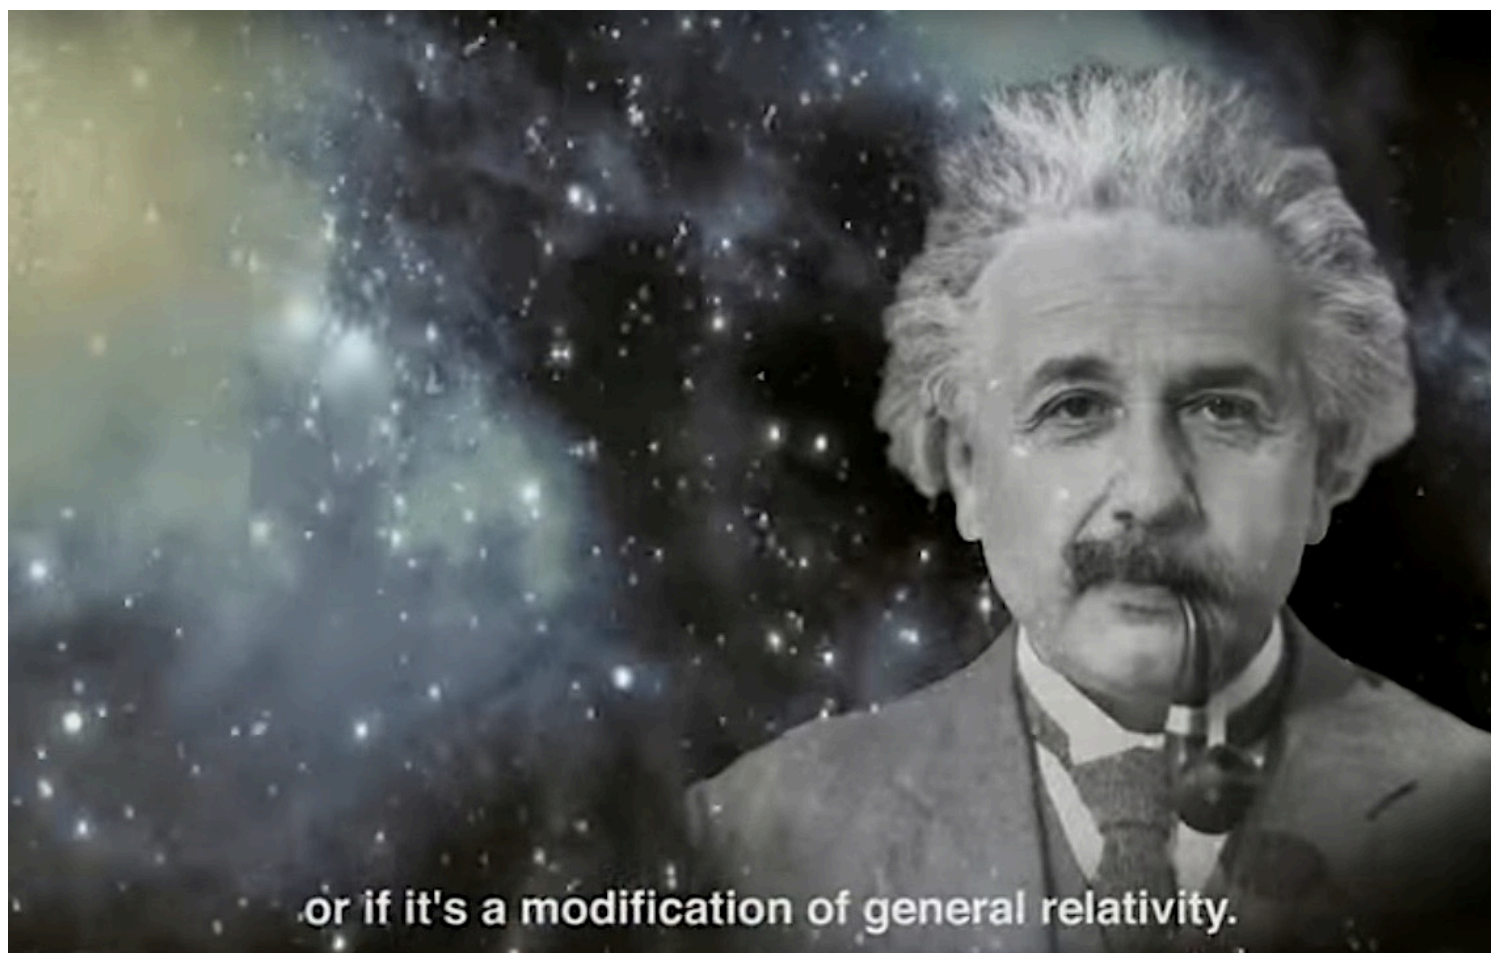 or if it's a modification of general relativity.